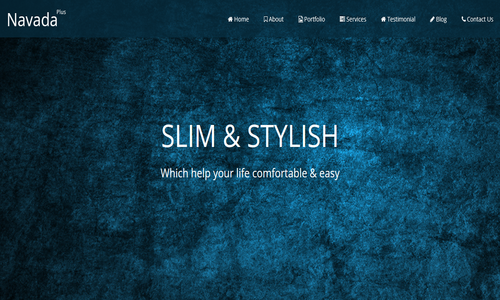 Navada Plus
Home About Portfolio Services Testimonial Blog Contact Us
SLIM & STYLISH
Which help your life comfortable & easy